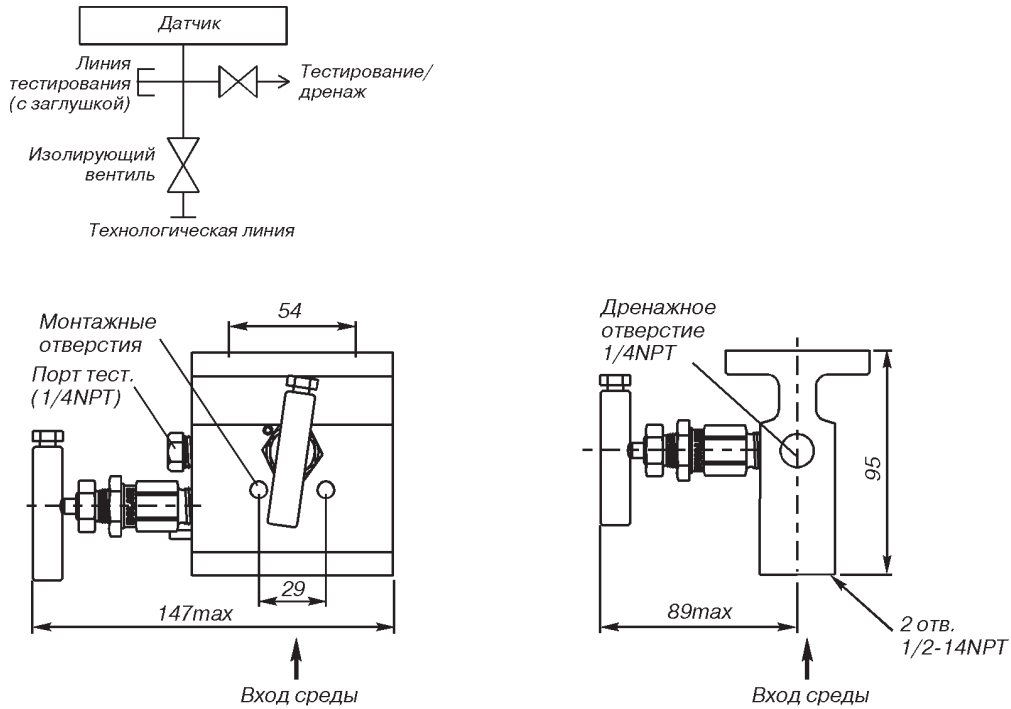 Датчик
Линия
тестирования
(с заглушкой)
Тестирование/
дренаж
Изолирующий
вентиль
Технологическая линия
54
Монтажные
отверстия
Порт тест.
(1/4NPT)
29
147max
Вход среды
Дренажное
отверстие
1/4NPT
95
89max
2 отв.
1/2-14NPT
Вход среды